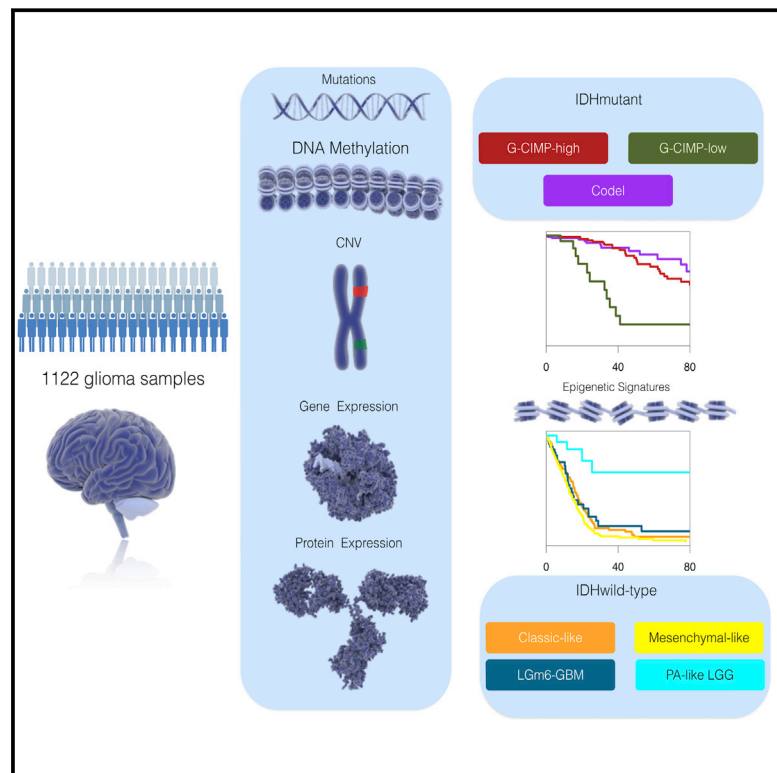 1122 glioma samples
Mutations
DNA Methylation
CNV
Gene Expression
Protein Expression
IDHmutant
G-CIMP-high
G-CIMP-low
Codel
0 40 80
Epigenetic Signatures
0 40 80
IDHwild-type
Classic-like
Mesenchymal-like
LGm6-GBM
PA-like LGG